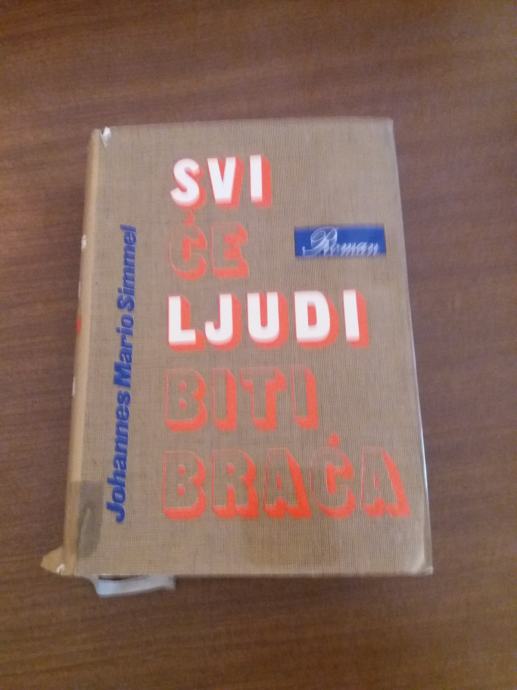 SVI
ĆE
LJUDI
BITI
BRAĆA
Roman
Johannes Mario Simmel